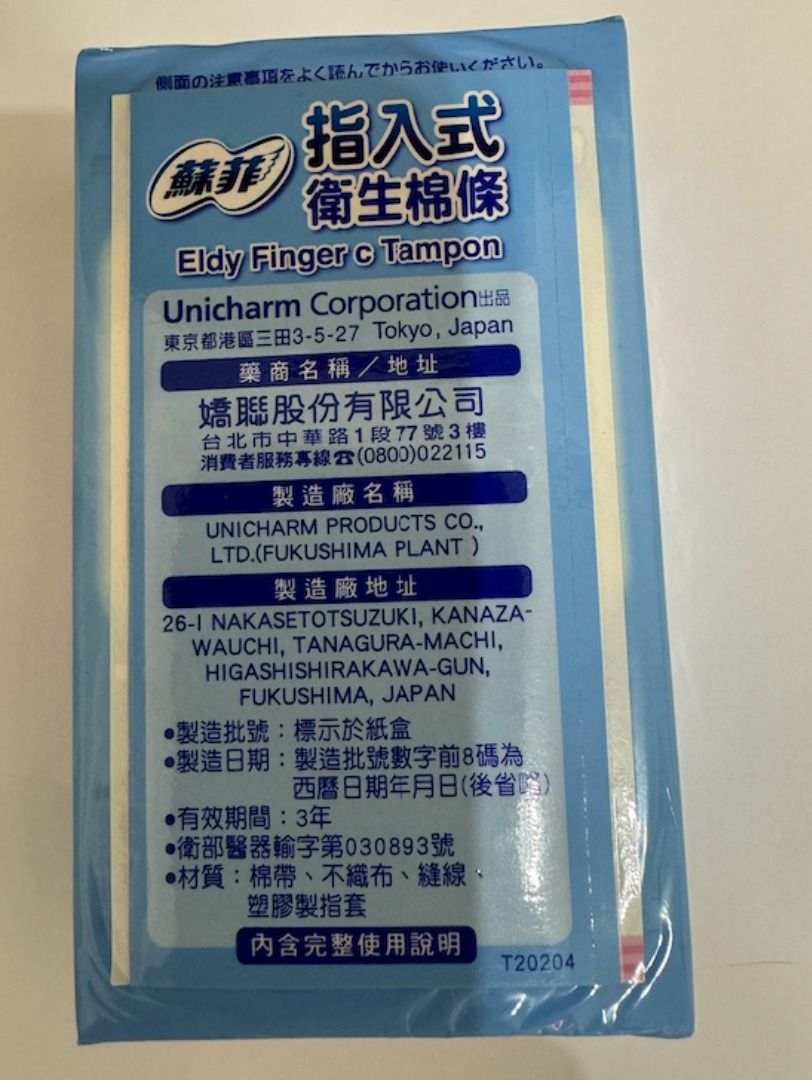 側面の注意事項をよく読んでからお使いください。
蘇菲
指入式
衛生棉條
Eldy Finger c Tampon
Unicharm Corporation出品
東京都港區三田3-5-27 Tokyo, Japan
藥商名稱/地址
嬌聯股份有限公司
台北市中華路1段77號3樓
消費者服務專線☎(0800)022115
製造廠名稱
UNICHARM PRODUCTS CO.,
LTD.(FUKUSHIMA PLANT )
製造廠地址
26-I NAKASETOTSUZUKI, KANAZA-
WAUCHI, TANAGURA-MACHI,
HIGASHISHIRAKAWA-GUN,
FUKUSHIMA, JAPAN
•製造批號:標示於紙盒
•製造日期:製造批號數字前8碼為
西曆日期年月日(後省略)
•有效期間:3年
•衛部醫器輸字第030893號
•材質:棉帶、不織布、縫線、
塑膠製指套
內含完整使用說明
T20204